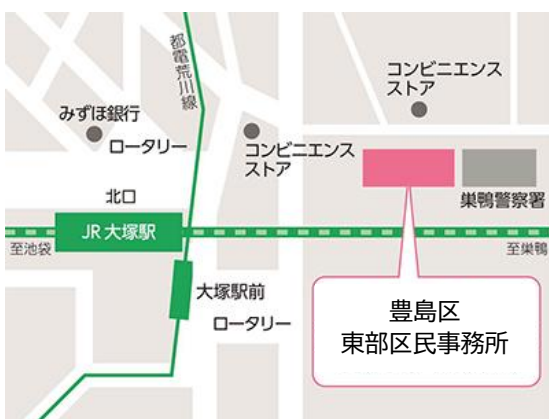 都電荒川線
コンビニエンス
ストア
みずほ銀行
ロータリー
コンビニエンス
ストア
北口
巣鴨警察署
JR大塚駅
至池袋
至巣鴨
大塚駅前
ロータリー
豊島区
東部区民事務所